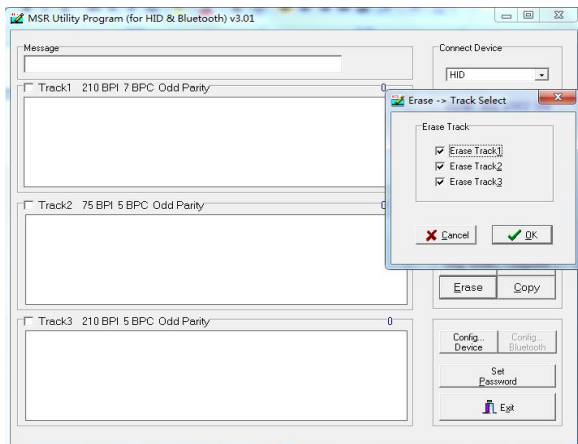 MSR Utility Program (for HID & Bluetooth) v3.01
Message
Connect Device
HID
Track1 210 BPI 7 BPC Odd Parity 0
Erase -> Track Select
Erase Track
Erase Track1
Erase Track2
Erase Track3
Cancel OK
Track2 75 BPI 5 BPC Odd Parity
Erase Copy
Track3 210 BPI 5 BPC Odd Parity 0
Config... Config...
Device Bluetooth
Set
Password
Exit